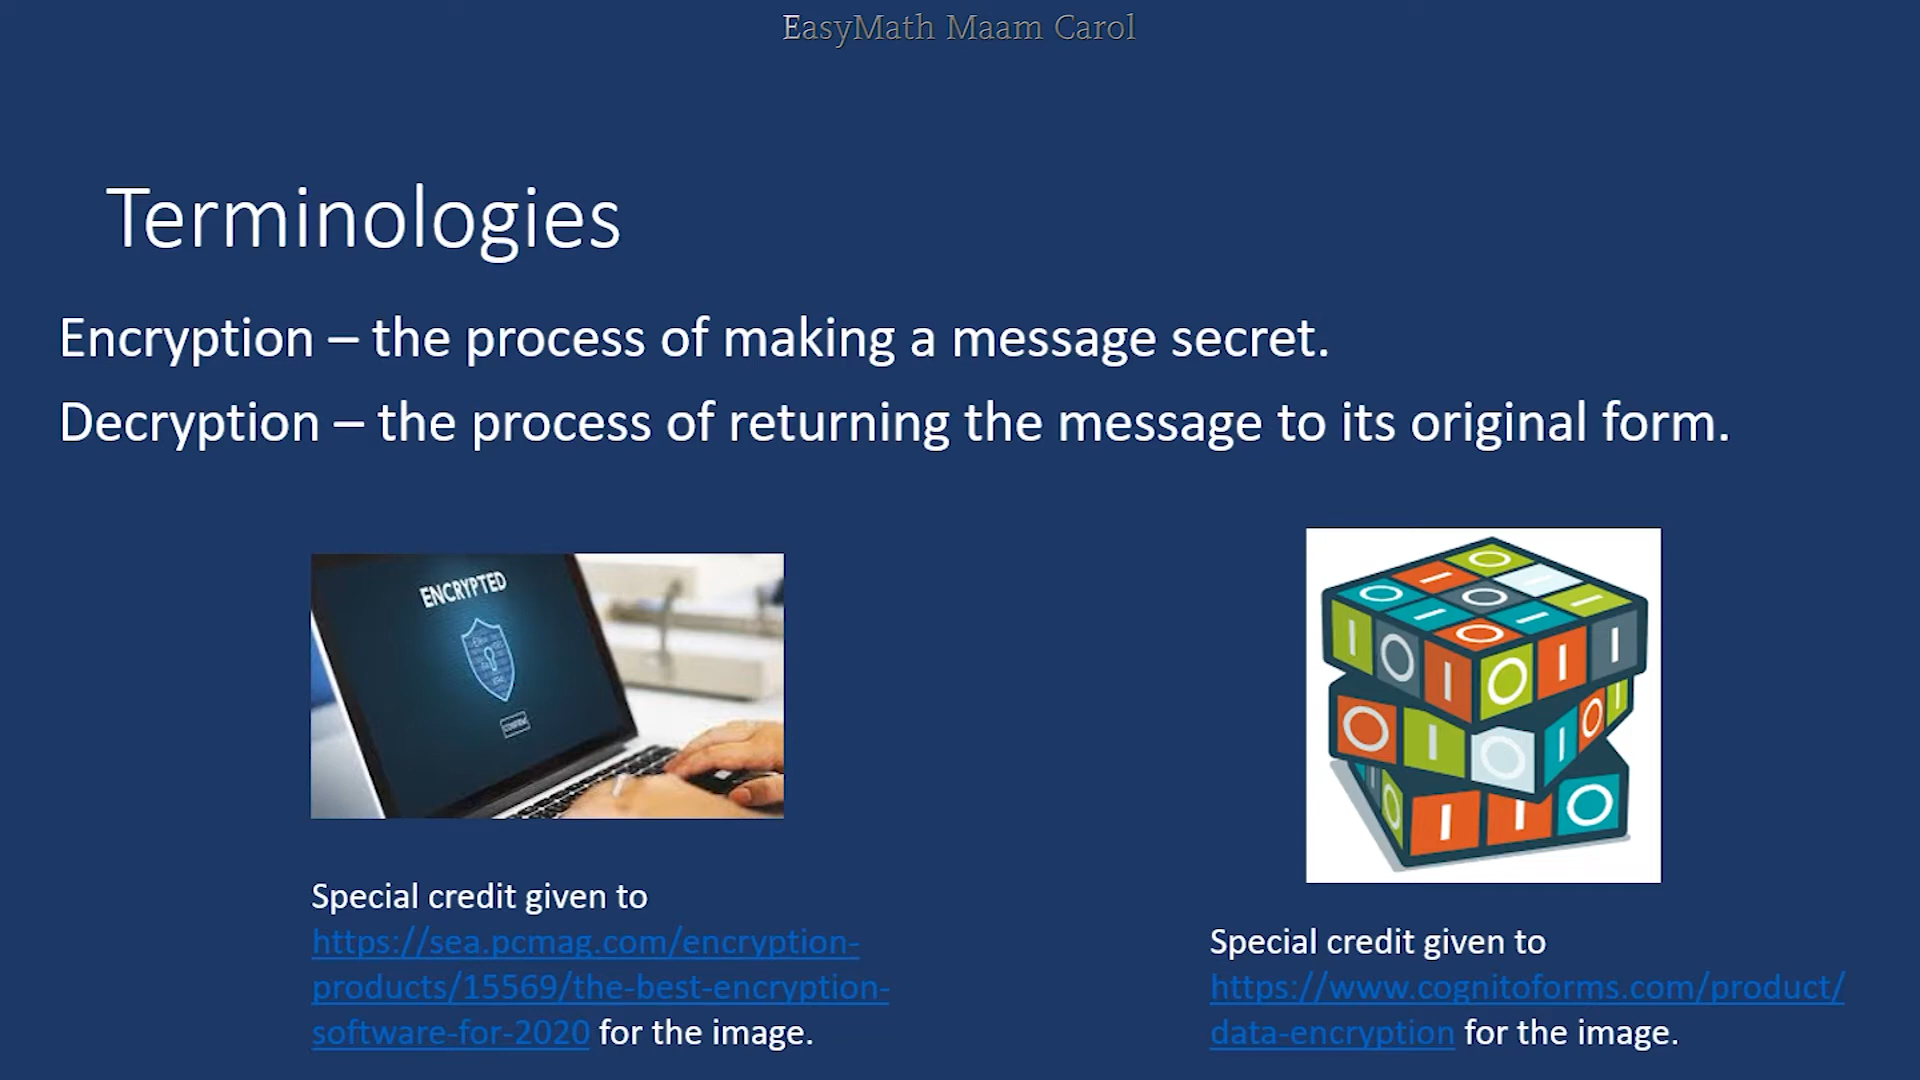 EasyMath Maam Carol
Terminologies
Encryption – the process of making a message secret.
Decryption – the process of returning the message to its original form.
ENCRYPTED
Special credit given to
https://sea.pcmag.com/encryption-
products/15569/the-best-encryption-
software-for-2020 for the image.
Special credit given to
https://www.cognitoforms.com/product/
data-encryption for the image.